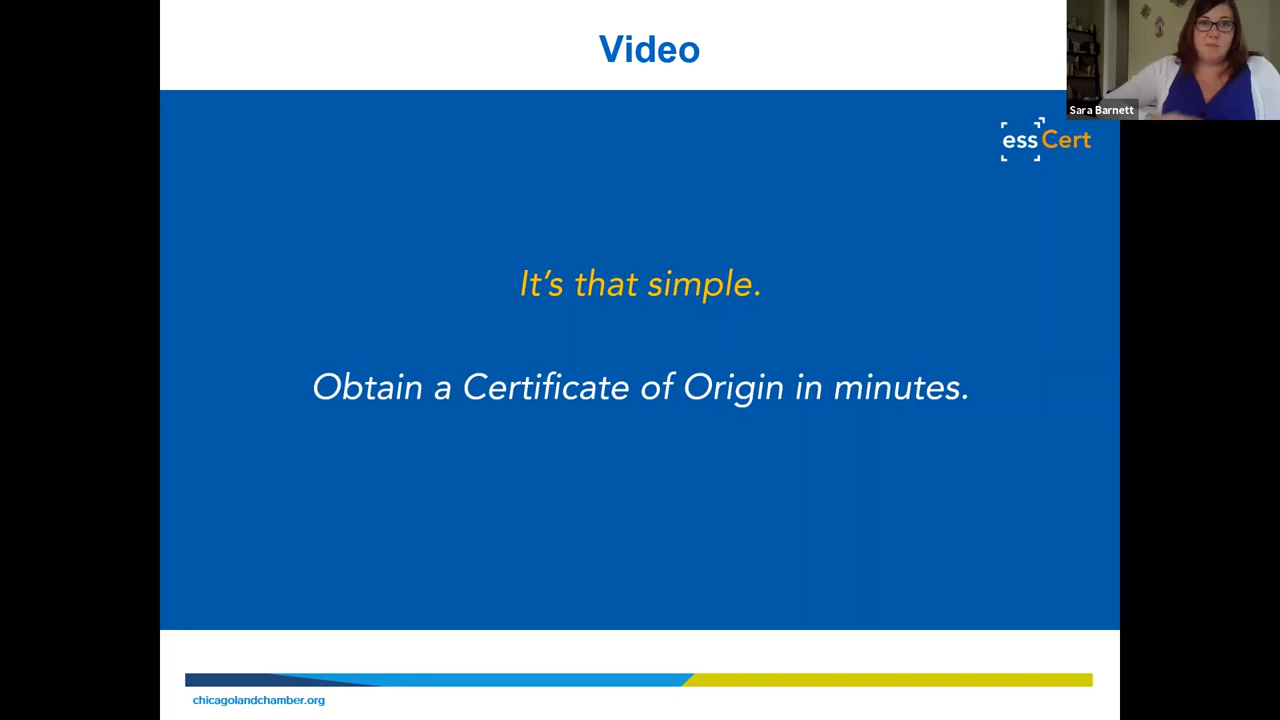 Video
Sara Barnett
essCert
It's that simple.
Obtain a Certificate of Origin in minutes.
chicagolandchamber.org